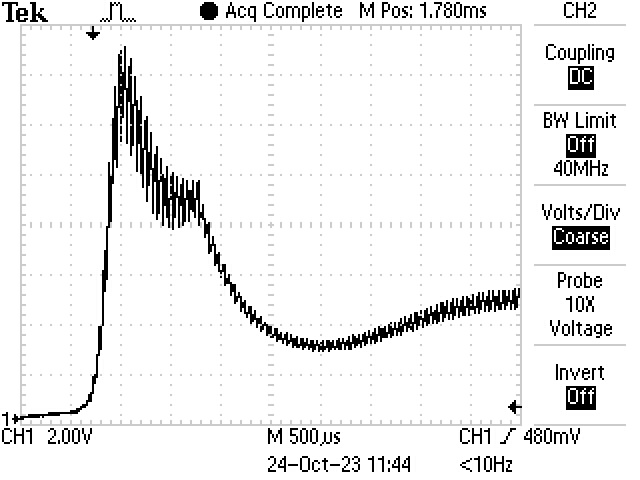 Tek Acq Complete M Pos: 1.780ms CH2
Coupling
DC
BW Limit
Off
40MHz
Volts/Div
Coarse
Probe
10X
Voltage
Invert
Off
1
CH1 2.00V M 500µs CH1 480mV
24-Oct-23 11:44 <10Hz